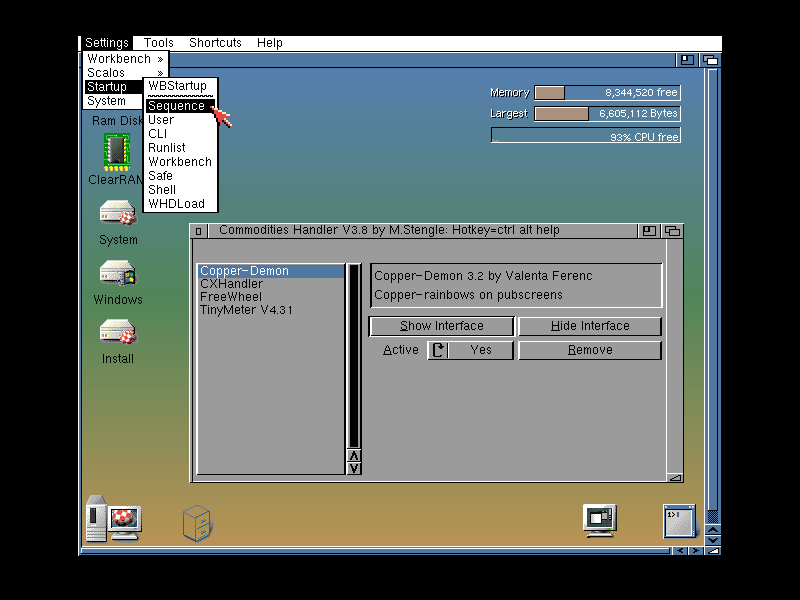 Settings Tools Shortcuts Help
Workbench »
Scalos »
Startup
System
WBStartup
Sequence
User
CLI
Runlist
Workbench
Safe
Shell
WHDLoad
Memory 8,344,520 free
Largest 6,605,112 Bytes
93% CPU free
Ram Disk
ClearRAM
System
Windows
Install
Commodities Handler V3.8 by M.Stengle: Hotkey=ctrl alt help
Copper-Demon
CXHandler
FreeWheel
TinyMeter V4.31
Copper-Demon 3.2 by Valenta Ferenc
Copper-rainbows on pubscreens
Show Interface
Hide Interface
Active Yes
Remove
1>